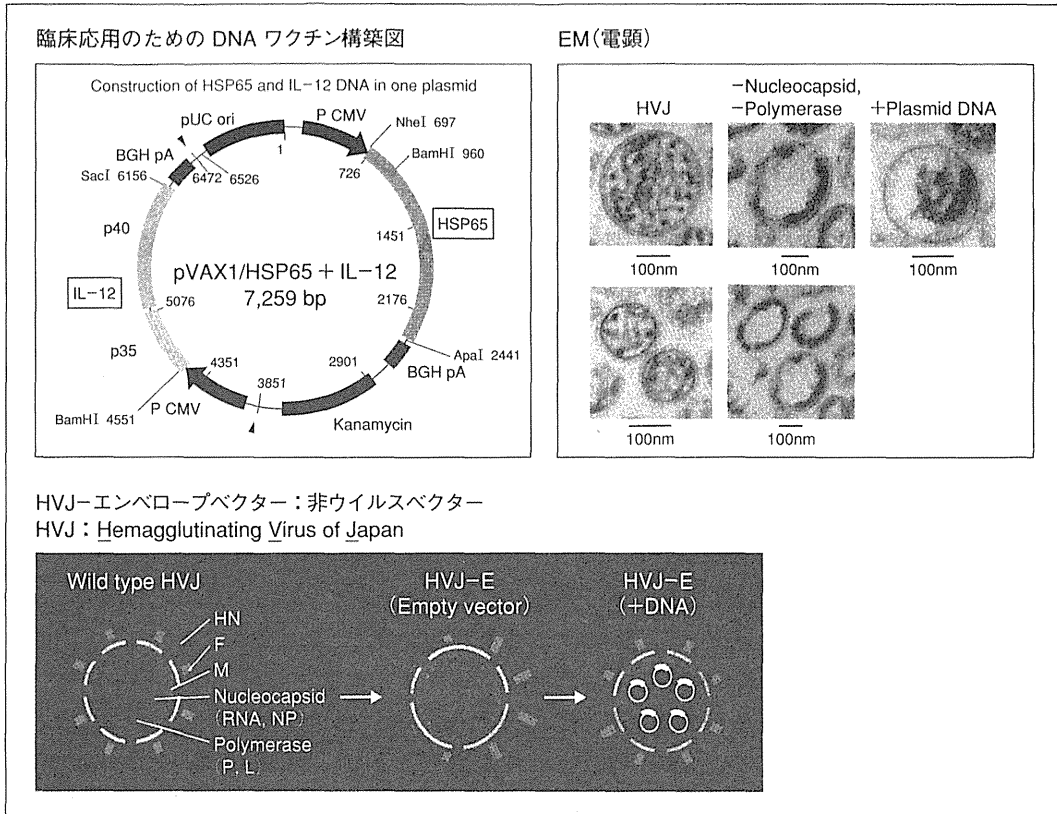 臨床応用のための DNA ワクチン構築図
Construction of HSP65 and IL-12 DNA in one plasmid
pUC ori
P CMV
NheI 697
BamHI 960
BGH pA
SacI 6156
6472
6526
1
726
p40
HSP65
1451
pVAX1/HSP65 + IL-12
7,259 bp
IL-12
5076
2176
p35
ApaI 2441
BGH pA
4351
2901
3851
BamHI 4551
P CMV
Kanamycin
EM(電顕)
HVJ
-Nucleocapsid,
-Polymerase
+Plasmid DNA
100nm
100nm
100nm
100nm
100nm
HVJ-エンベロープベクター:非ウイルスベクター
HVJ:Hemagglutinating Virus of Japan
Wild type HVJ
HN
F
M
Nucleocapsid
(RNA, NP)
Polymerase
(P, L)
HVJ-E
(Empty vector)
HVJ-E
(+DNA)